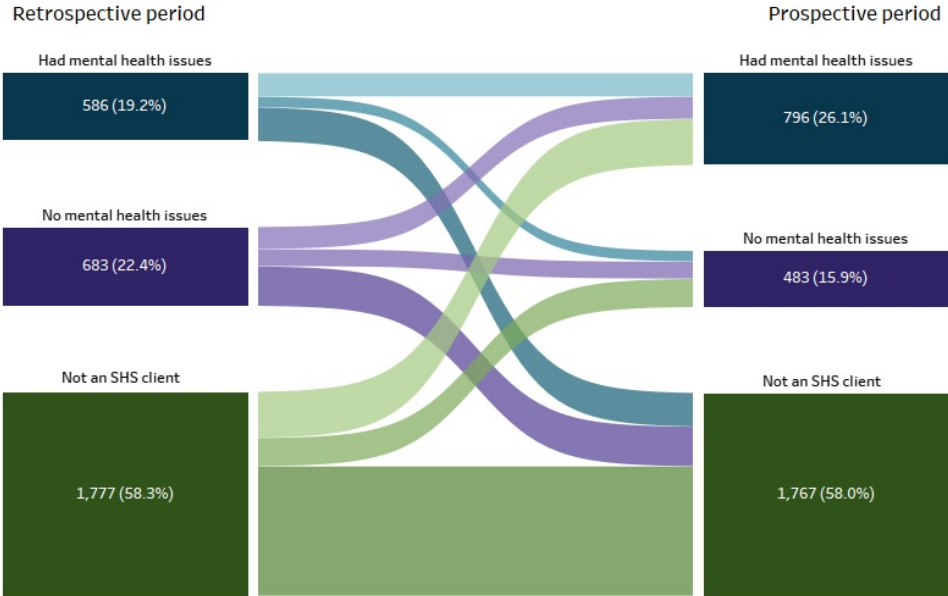 Retrospective period
Prospective period
Had mental health issues
Had mental health issues
586 (19.2%)
796 (26.1%)
No mental health issues
683 (22.4%)
No mental health issues
483 (15.9%)
Not an SHS client
Not an SHS client
1,777 (58.3%)
1,767 (58.0%)